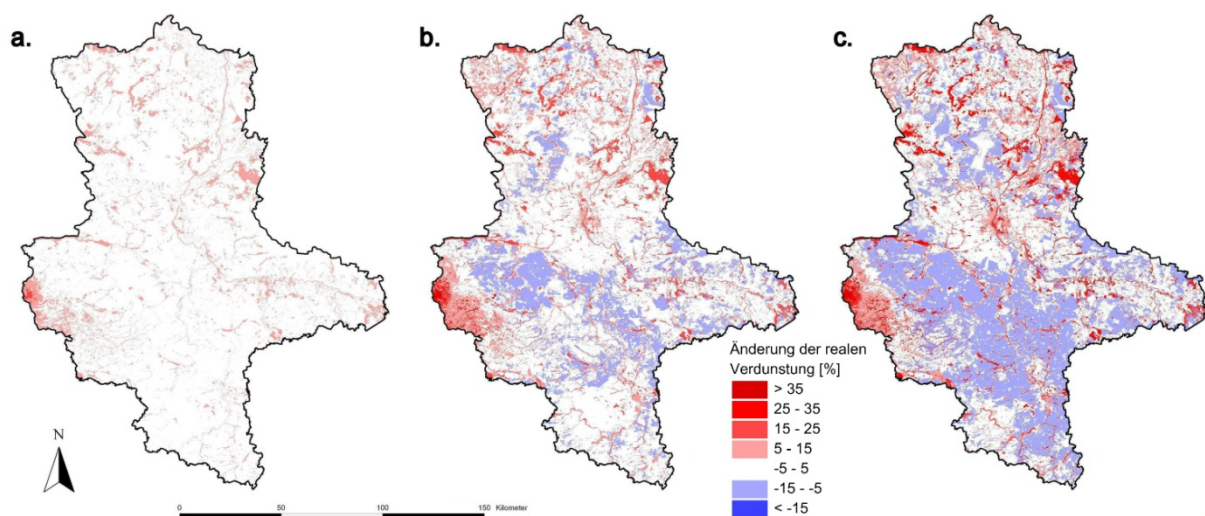 a.
b.
c.
Änderung der realen
Verdunstung [%]
> 35
25 - 35
15 - 25
5 - 15
-5 - 5
-15 - -5
< -15
N
0 50 100 150 Kilometer